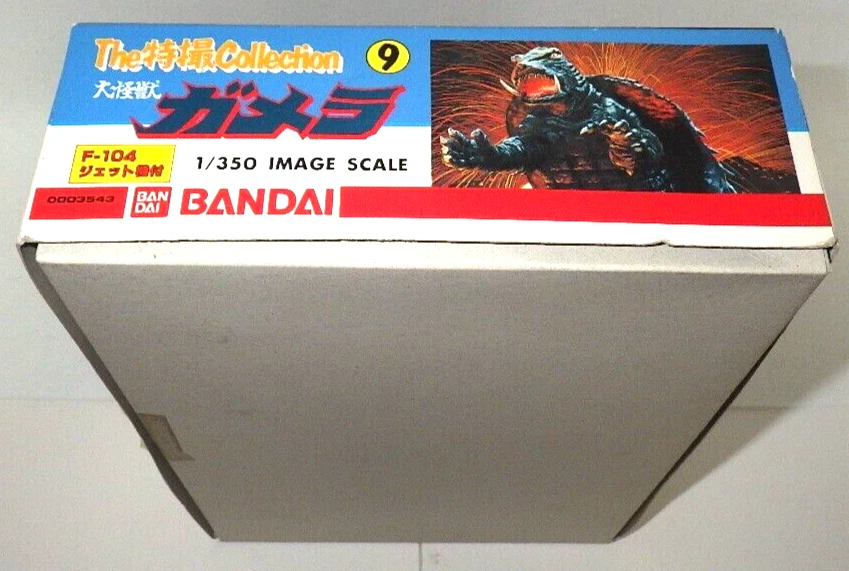 The特撮Collection 9
大怪獣
ガメラ
F-104
ジェット機付
1/350 IMAGE SCALE
0003543
BAN
DAI
BANDAI